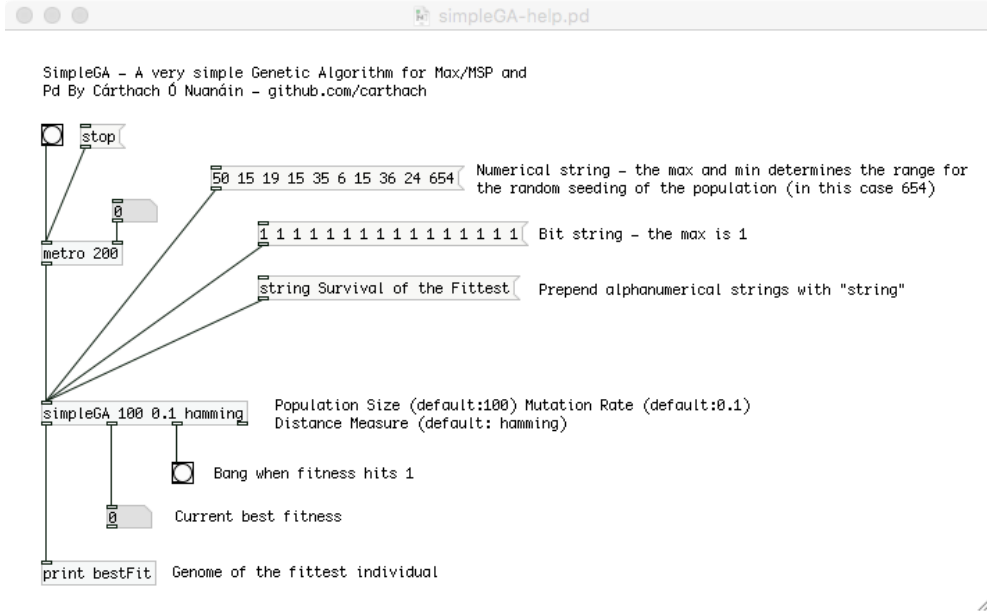 simpleGA-help.pd
SimpleGA - A very simple Genetic Algorithm for Max/MSP and
Pd By Cárthach Ó Nuanáin - github.com/carthach
stop
50 15 19 15 35 6 15 36 24 654
Numerical string - the max and min determines the range for
the random seeding of the population (in this case 654)
0
1 1 1 1 1 1 1 1 1 1 1 1 1 1 1 1
Bit string - the max is 1
metro 200
string Survival of the Fittest
Prepend alphanumerical strings with "string"
simpleGA 100 0.1 hamming
Population Size (default:100) Mutation Rate (default:0.1)
Distance Measure (default: hamming)
Bang when fitness hits 1
0
Current best fitness
print bestFit
Genome of the fittest individual